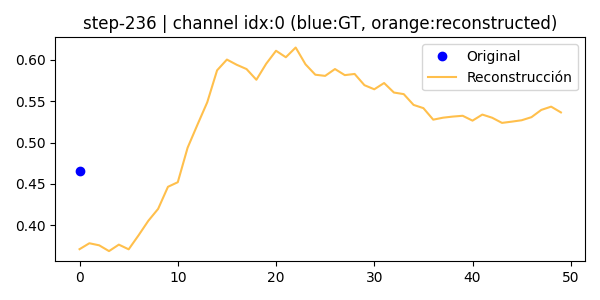 step-236 | channel idx:0 (blue:GT, orange:reconstructed)
Original
Reconstrucción
0.60
0.55
0.50
0.45
0.40
0 10 20 30 40 50